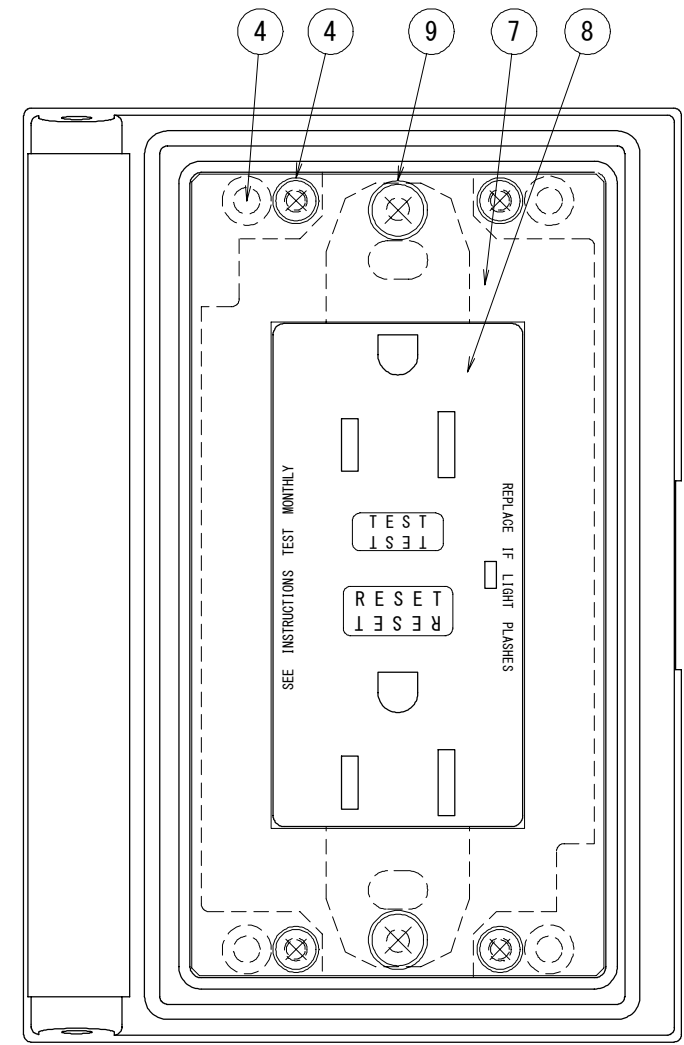 4 4 9 7 8
SEE INSTRUCTIONS TEST MONTHLY
TEST
TEST
RESET
RESET
REPLACE IF LIGHT PLASHES